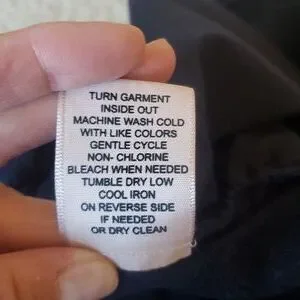 TURN GARMENT
INSIDE OUT
MACHINE WASH COLD
WITH LIKE COLORS
GENTLE CYCLE
NON- CHLORINE
BLEACH WHEN NEEDED
TUMBLE DRY LOW
COOL IRON
ON REVERSE SIDE
IF NEEDED
OR DRY CLEAN